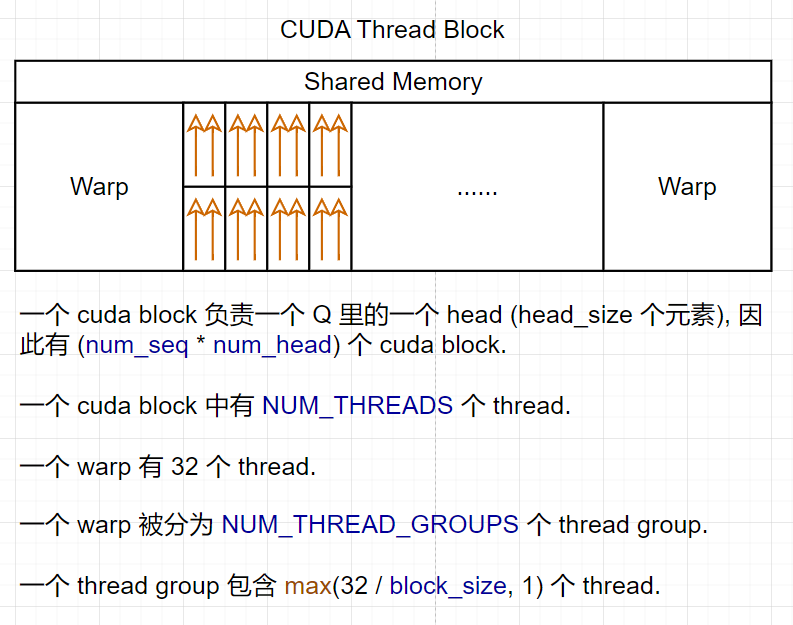 CUDA Thread Block
Shared Memory
Warp
......
Warp
一个 cuda block 负责一个 Q 里的一个 head (head_size 个元素), 因
此有 (num_seq * num_head) 个 cuda block.
一个 cuda block 中有 NUM_THREADS 个 thread.
一个 warp 有 32 个 thread.
一个 warp 被分为 NUM_THREAD_GROUPS 个 thread group.
一个 thread group 包含 max(32 / block_size, 1) 个 thread.